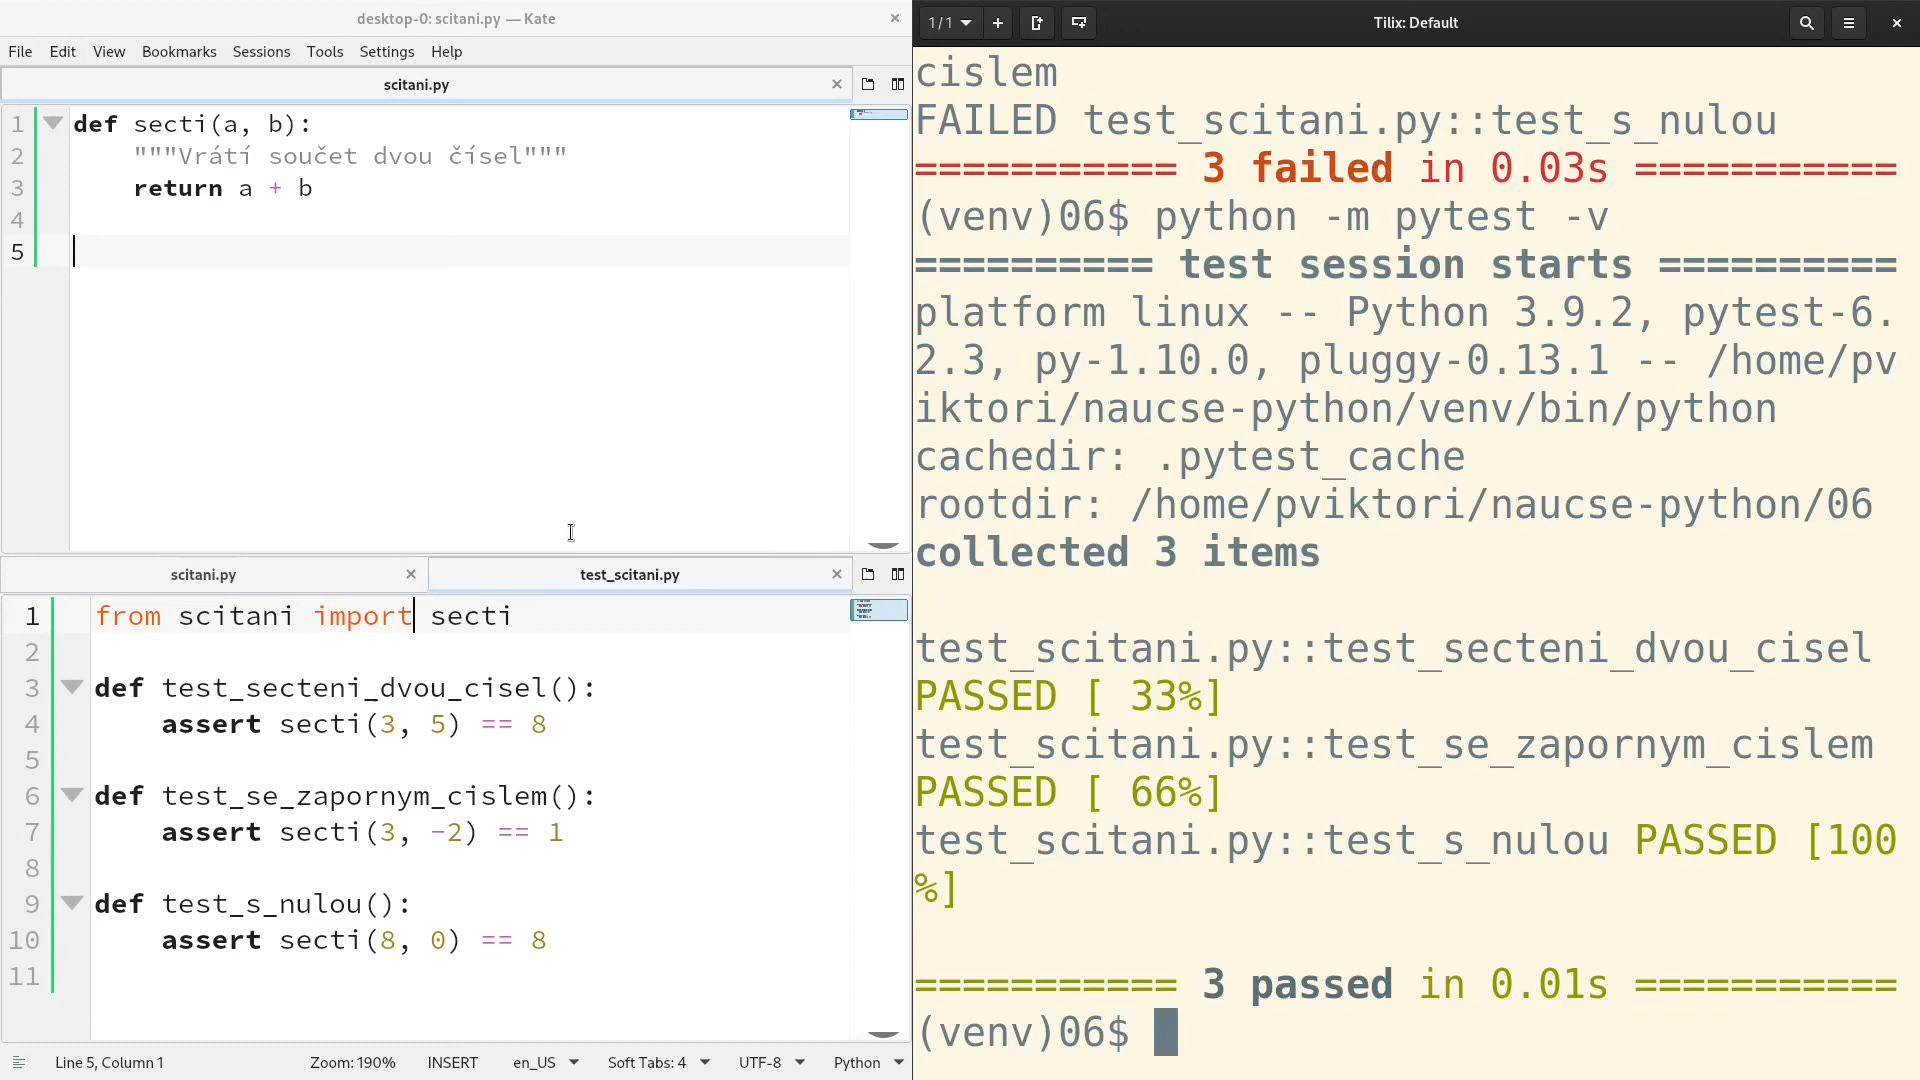 desktop-0: scitani.py — Kate
File Edit View Bookmarks Sessions Tools Settings Help
scitani.py
1 def secti(a, b):
2 """Vrátí součet dvou čísel"""
3 return a + b
4
5
scitani.py test_scitani.py
1 from scitani import secti
2
3 def test_secteni_dvou_cisel():
4 assert secti(3, 5) == 8
5
6 def test_se_zapornym_cislem():
7 assert secti(3, -2) == 1
8
9 def test_s_nulou():
10 assert secti(8, 0) == 8
11
Line 5, Column 1 Zoom: 190% INSERT en_US Soft Tabs: 4 UTF-8 Python
1 / 1 Tilix: Default
cislem
FAILED test_scitani.py::test_s_nulou
=========== 3 failed in 0.03s ===========
(venv)06$ python -m pytest -v
========== test session starts ==========
platform linux -- Python 3.9.2, pytest-6.
2.3, py-1.10.0, pluggy-0.13.1 -- /home/pv
iktori/naucse-python/venv/bin/python
cachedir: .pytest_cache
rootdir: /home/pviktori/naucse-python/06
collected 3 items
test_scitani.py::test_secteni_dvou_cisel
PASSED [ 33%]
test_scitani.py::test_se_zapornym_cislem
PASSED [ 66%]
test_scitani.py::test_s_nulou PASSED [100
%]
=========== 3 passed in 0.01s ===========
(venv)06$